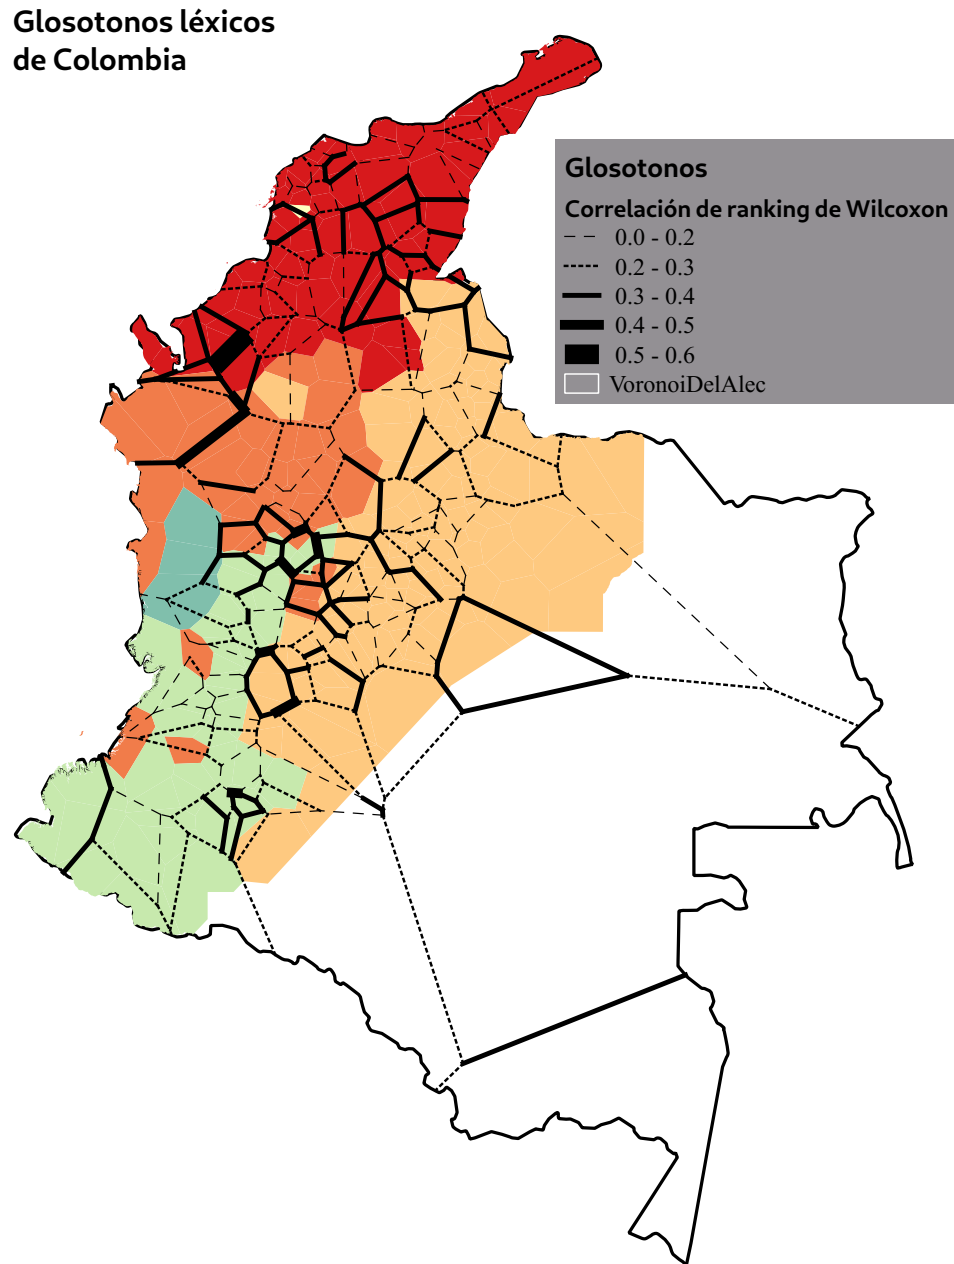 Glosotonos léxicos
de Colombia
Glosotonos
Correlación de ranking de Wilcoxon
0.0 - 0.2
0.2 - 0.3
0.3 - 0.4
0.4 - 0.5
0.5 - 0.6
VoronoiDelAlec